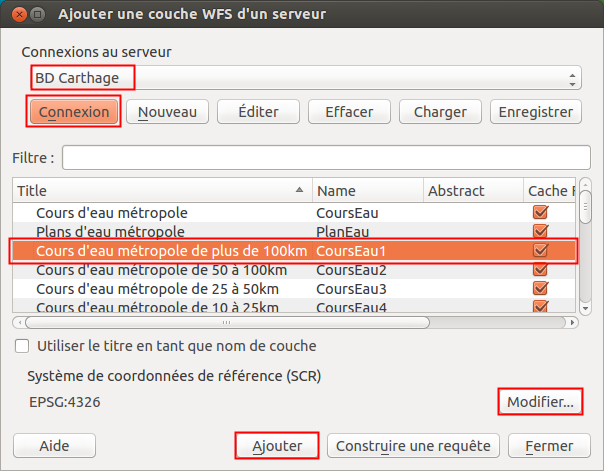 Ajouter une couche WFS d'un serveur
Connexions au serveur
BD Carthage
Connexion Nouveau Éditer Effacer Charger Enregistrer
Filtre :
Title Name Abstract Cache F
Cours d'eau métropole CoursEau
Plans d'eau métropole PlanEau
Cours d'eau métropole de plus de 100km CoursEau1
Cours d'eau métropole de 50 à 100km CoursEau2
Cours d'eau métropole de 25 à 50km CoursEau3
Cours d'eau métropole de 10 à 25km CoursEau4
Utiliser le titre en tant que nom de couche
Système de coordonnées de référence (SCR)
EPSG:4326 Modifier...
Aide Ajouter Construire une requête Fermer